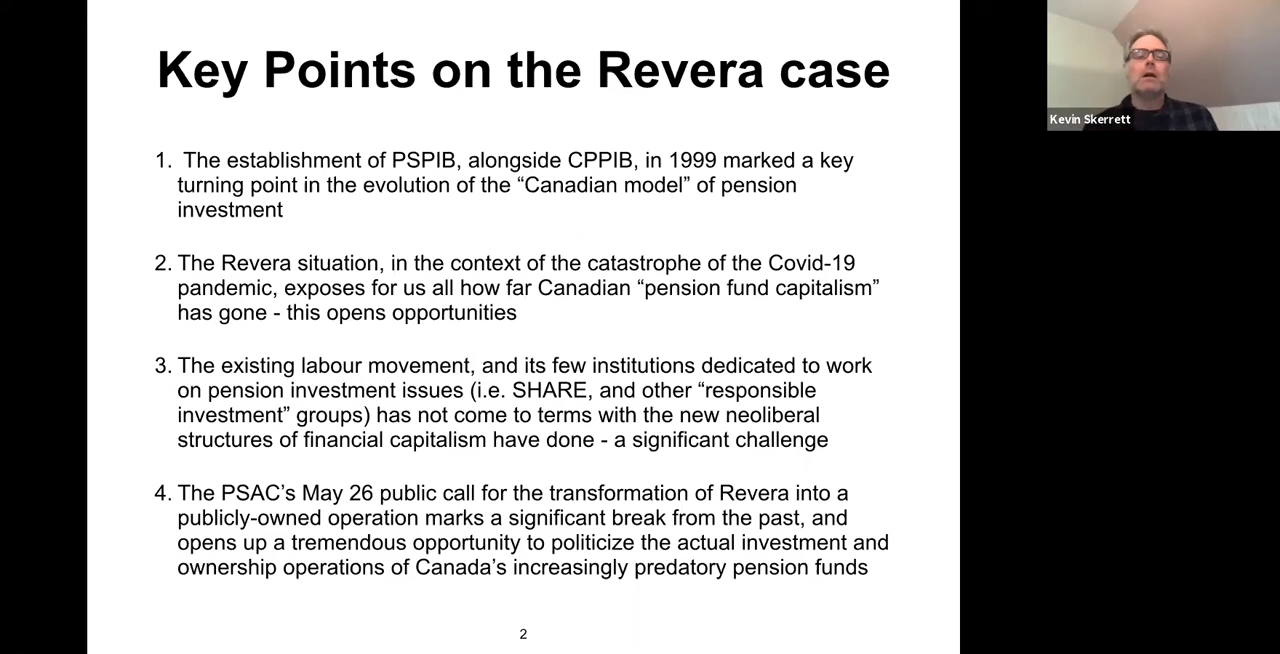 Key Points on the Revera case
Kevin Skerrett
1. The establishment of PSPIB, alongside CPPIB, in 1999 marked a key
turning point in the evolution of the “Canadian model” of pension
investment
2. The Revera situation, in the context of the catastrophe of the Covid-19
pandemic, exposes for us all how far Canadian “pension fund capitalism”
has gone - this opens opportunities
3. The existing labour movement, and its few institutions dedicated to work
on pension investment issues (i.e. SHARE, and other “responsible
investment” groups) has not come to terms with the new neoliberal
structures of financial capitalism have done - a significant challenge
4. The PSAC’s May 26 public call for the transformation of Revera into a
publicly-owned operation marks a significant break from the past, and
opens up a tremendous opportunity to politicize the actual investment and
ownership operations of Canada’s increasingly predatory pension funds
2